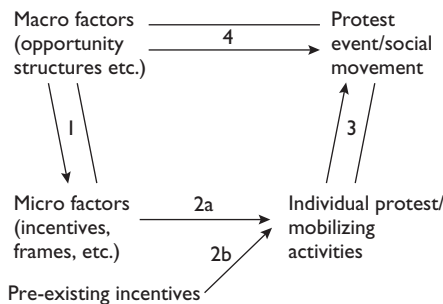 Macro factors
(opportunity
structures etc.)
4
Protest
event/social
movement
1
3
Micro factors
(incentives,
frames, etc.)
2a
2b
Individual protest/
mobilizing
activities
Pre-existing incentives